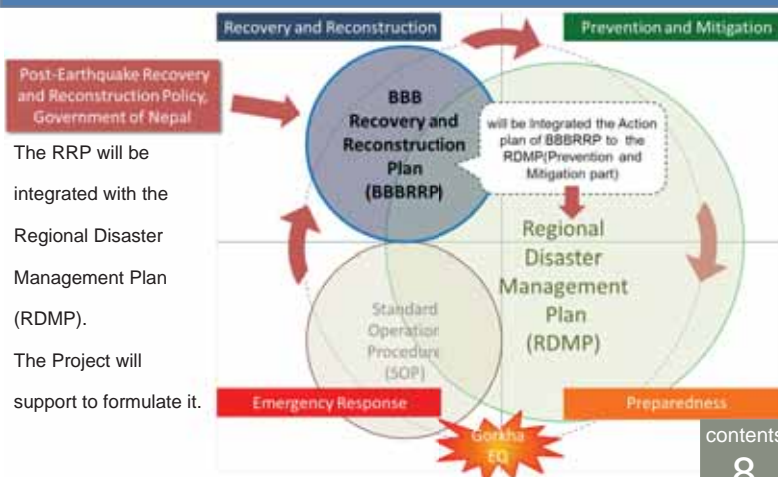 Recovery and Reconstruction
Prevention and Mitigation
Post-Earthquake Recovery
and Reconstruction Policy,
Government of Nepal
The RRP will be
integrated with the
Regional Disaster
Management Plan
(RDMP).
The Project will
support to formulate it.
BBB
Recovery and
Reconstruction
Plan
(BBBRRP)
will be Integrated the Action
plan of BBBRRP to the
RDMP(Prevention and
Mitigation part)
Regional
Disaster
Management
Plan
(RDMP)
Standard
Operation
Procedure
(SOP)
Emergency Response
Preparedness
Gorkha
EQ
contents
8